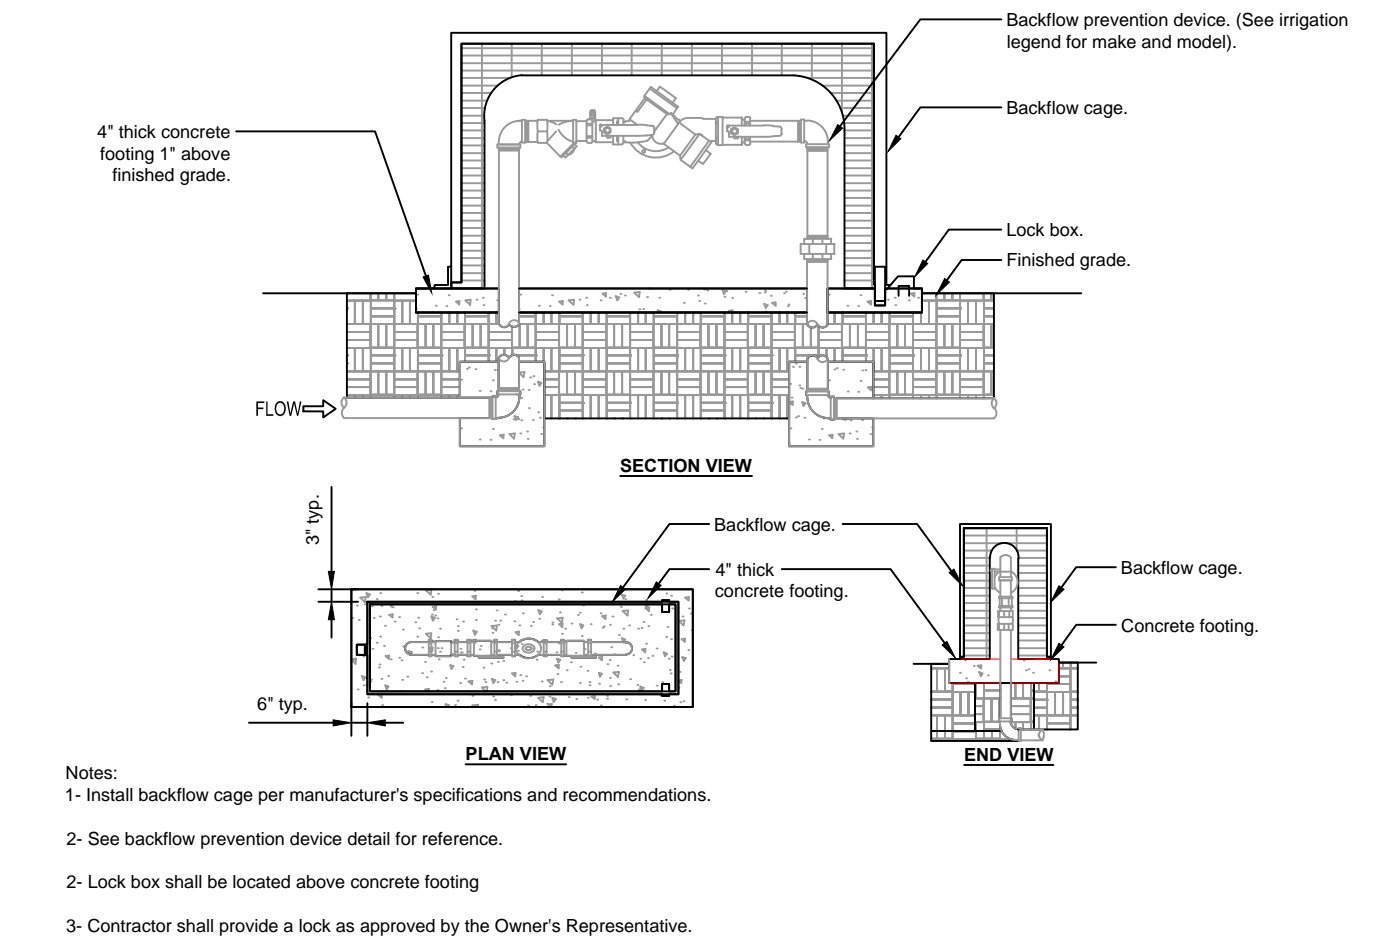 Backflow prevention device. (See irrigation
legend for make and model).
Backflow cage.
4" thick concrete
footing 1" above
finished grade.
Lock box.
Finished grade.
FLOW
SECTION VIEW
3" typ.
Backflow cage.
4" thick
concrete footing.
Backflow cage.
Concrete footing.
6" typ.
PLAN VIEW
END VIEW
Notes:
1- Install backflow cage per manufacturer's specifications and recommendations.
2- See backflow prevention device detail for reference.
2- Lock box shall be located above concrete footing
3- Contractor shall provide a lock as approved by the Owner's Representative.